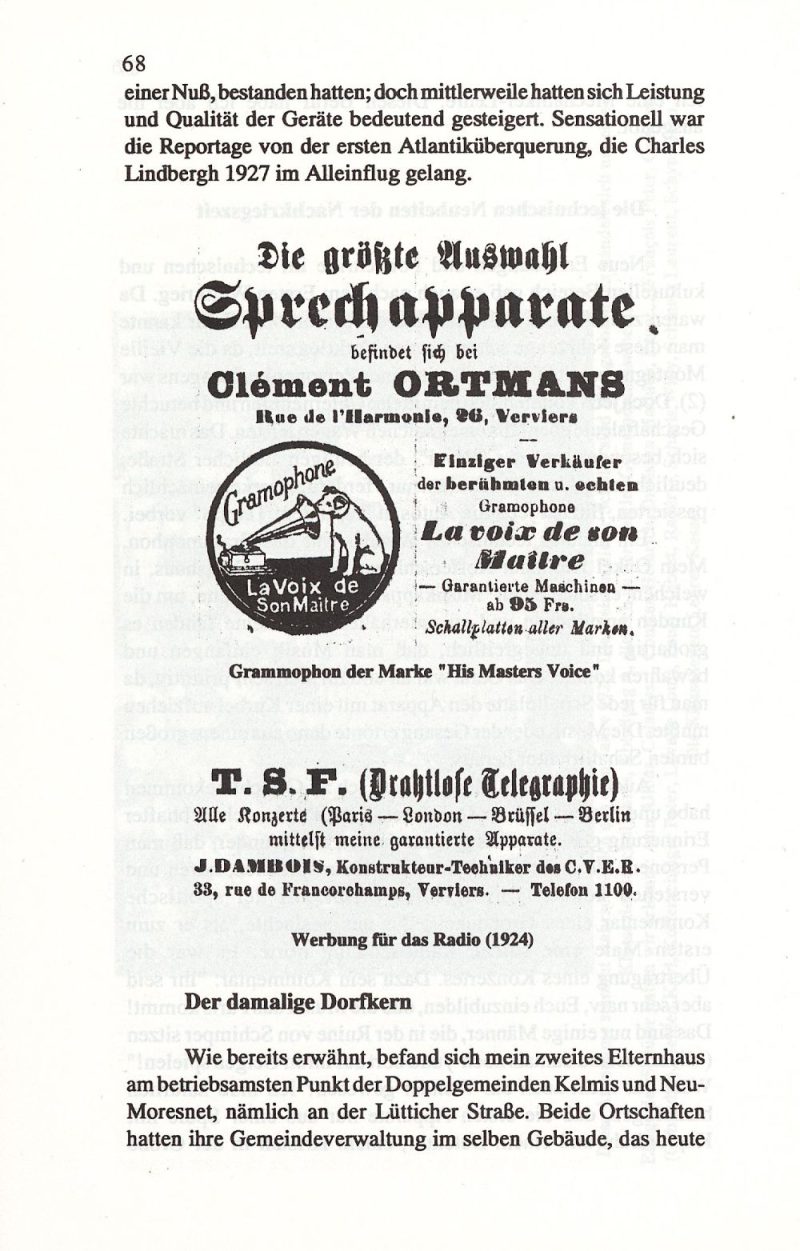 68
einer Nuß, bestanden hatten; doch mittlerweile hatten sich Leistung
und Qualität der Geräte bedeutend gesteigert. Sensationell war
die Reportage von der ersten Atlantiküberquerung, die Charles
Lindbergh 1927 im Alleinflug gelang.
Die größte Auswahl
Sprechapparate
befindet sich bei
Clément ORTMANS
Rue de l'Harmonie, 26, Verviers
Gramophone
La Voix de
Son Maitre
Einziger Verkäufer
der berühmten u. echten
Gramophone
La voix de son
Maitre
— Garantierte Maschinen —
ab 95 Frs.
Schallplatten aller Marken.
Grammophon der Marke "His Masters Voice"
T. S. F. (Drahtlose Telegraphie)
Alle Konzerte (Paris — London — Brüssel — Berlin
mittelst meine garantierte Apparate.
J. DAMBOIS, Konstrukteur-Techniker des C.V.E.R.
33, rue de Francorchamps, Verviers. — Telefon 1100.
Werbung für das Radio (1924)
Der damalige Dorfkern
Wie bereits erwähnt, befand sich mein zweites Elternhaus
am betriebsamsten Punkt der Doppelgemeinden Kelmis und Neu-
Moresnet, nämlich an der Lütticher Straße. Beide Ortschaften
hatten ihre Gemeindeverwaltung im selben Gebäude, das heute